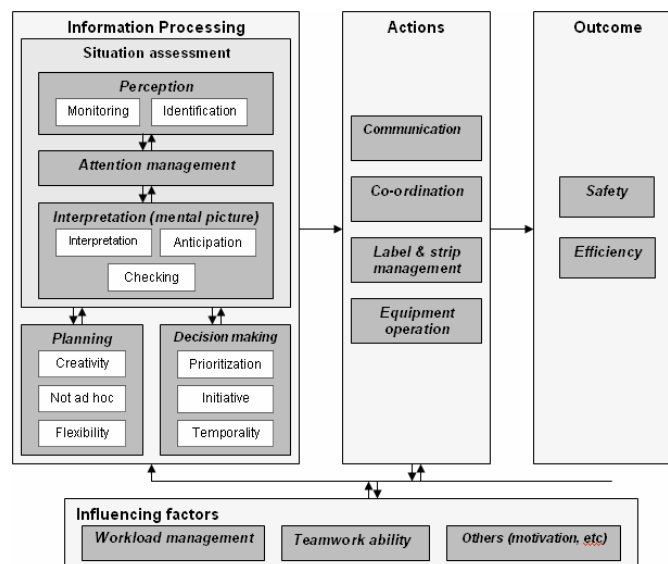 Information Processing
Situation assessment
Perception
Monitoring
Identification
Attention management
Interpretation (mental picture)
Interpretation
Anticipation
Checking
Planning
Creativity
Not ad hoc
Flexibility
Decision making
Prioritization
Initiative
Temporality
Actions
Communication
Co-ordination
Label & strip
management
Equipment
operation
Outcome
Safety
Efficiency
Influencing factors
Workload management
Teamwork ability
Others (motivation, etc)